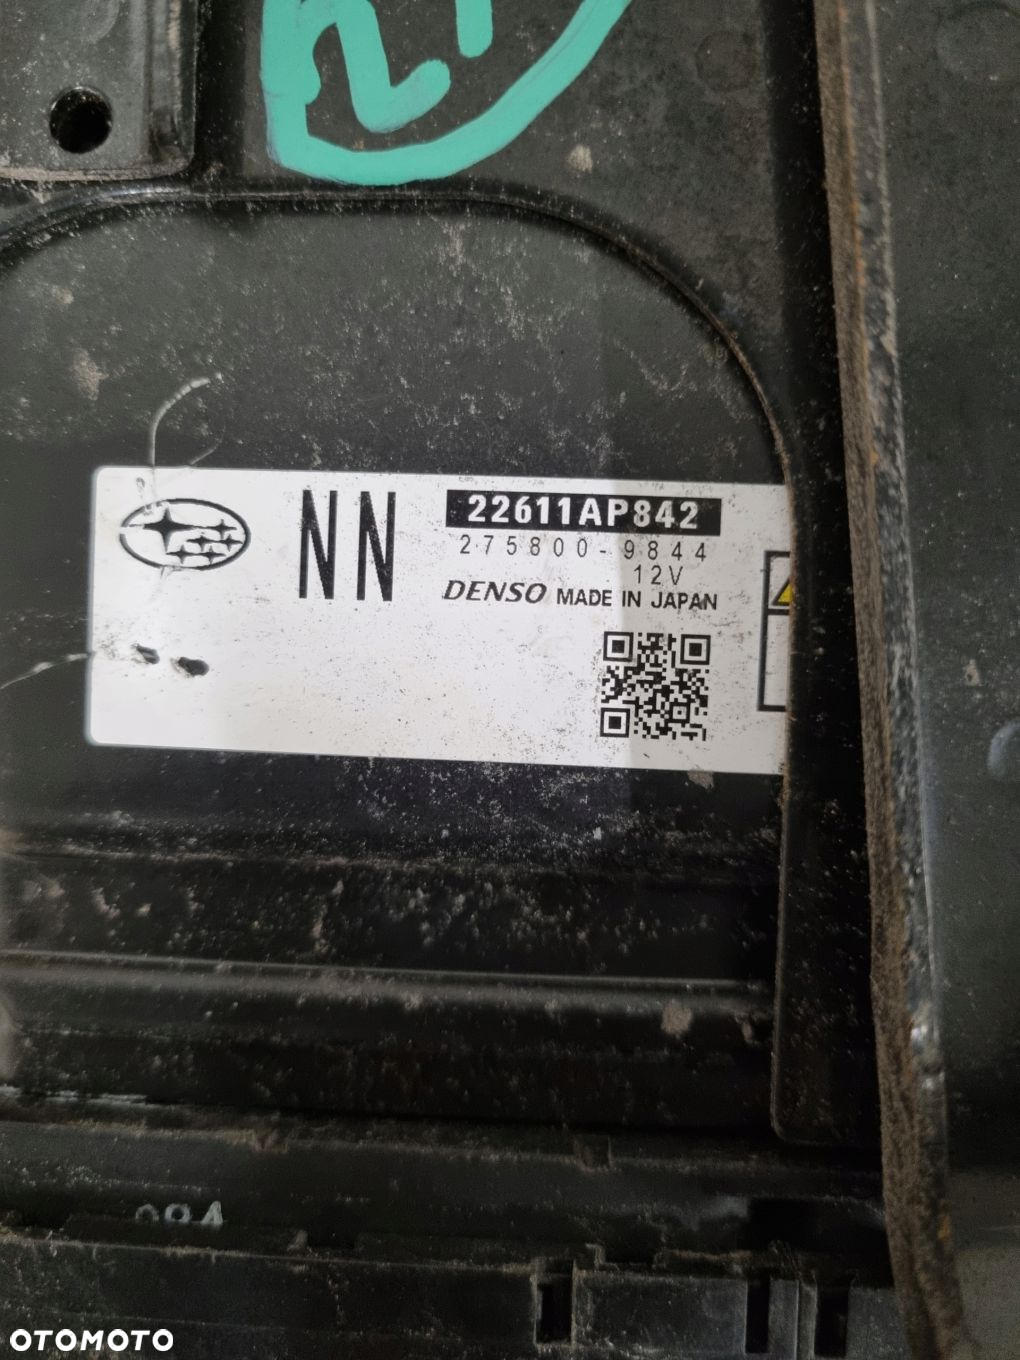 NN
22611AP842
275800-9844
12V
DENSO MADE IN JAPAN
OTOMOTO